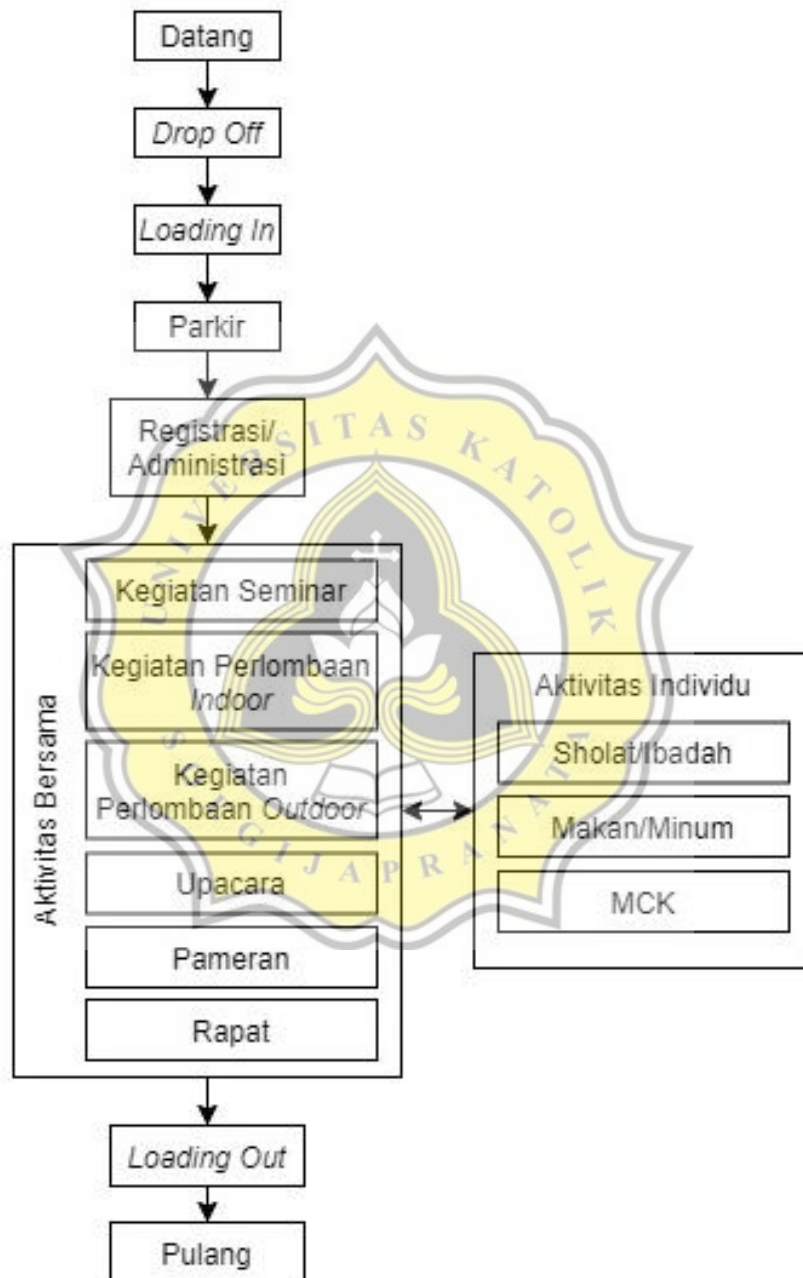 Datang
Drop Off
Loading In
Parkir
Registrasi/
Administrasi
Aktivitas Bersama
Kegiatan Seminar
Kegiatan Perlombaan
Indoor
Kegiatan
Perlombaan Outdoor
Upacara
Pameran
Rapat
Aktivitas Individu
Sholat/Ibadah
Makan/Minum
MCK
Loading Out
Pulang
UNIVERSITAS KATOLIK
SOEGIJAPRANATA